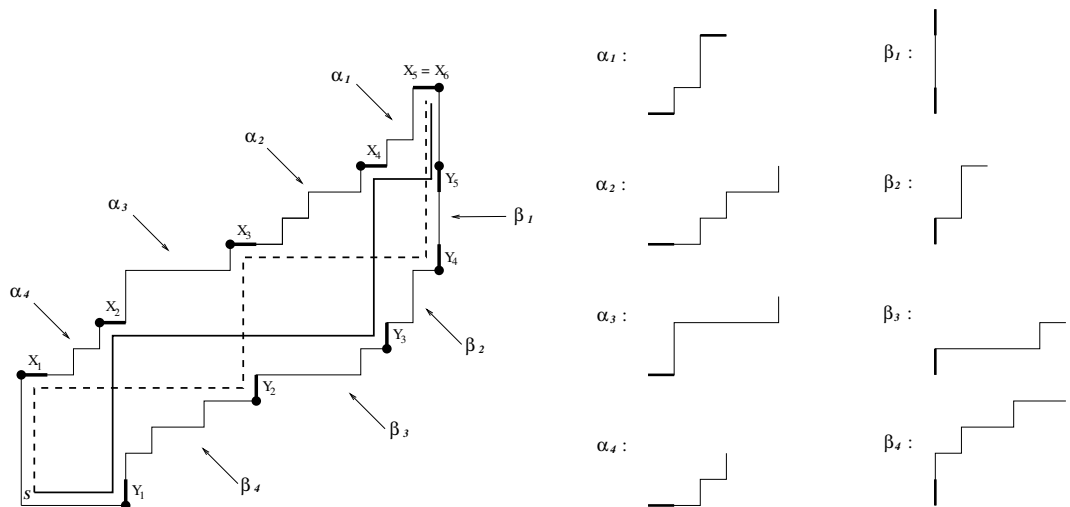 X₅ = X₆
α₁
X₄
α₂
Y₅
β₁
α₃
X₃
Y₄
α₄
X₂
β₂
Y₃
X₁
Y₂
β₃
s
Y₁
β₄
α₁ :
β₁ :
α₂ :
β₂ :
α₃ :
β₃ :
α₄ :
β₄ :